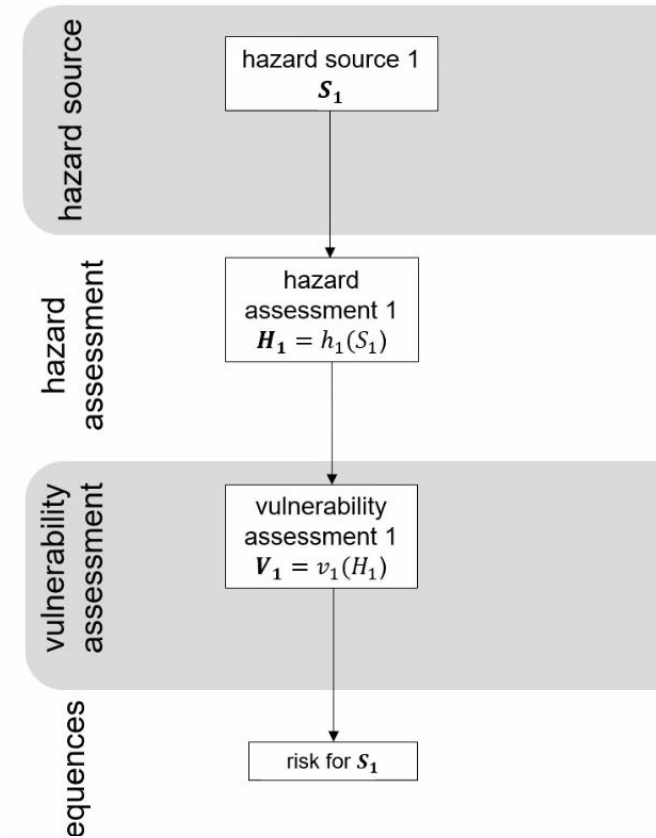 hazard source
hazard source 1
S₁
hazard
assessment
hazard
assessment 1
H₁ = h₁(S₁)
vulnerability
assessment
vulnerability
assessment 1
V₁ = v₁(H₁)
equences
risk for S₁